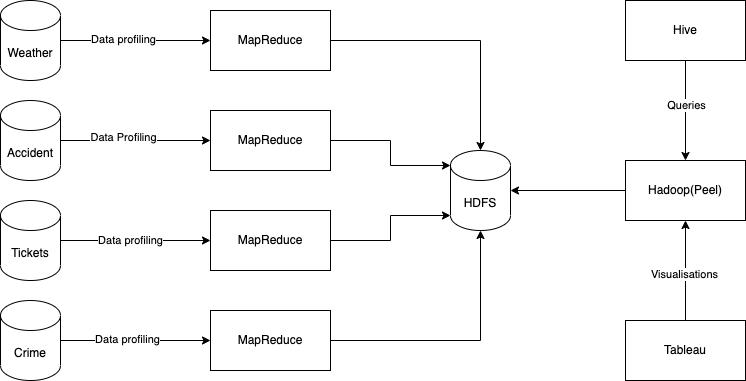 Weather
Data profiling
MapReduce
Hive
Queries
Accident
Data Profiling
MapReduce
HDFS
Hadoop(Peel)
Tickets
Data profiling
MapReduce
Visualisations
Crime
Data profiling
MapReduce
Tableau